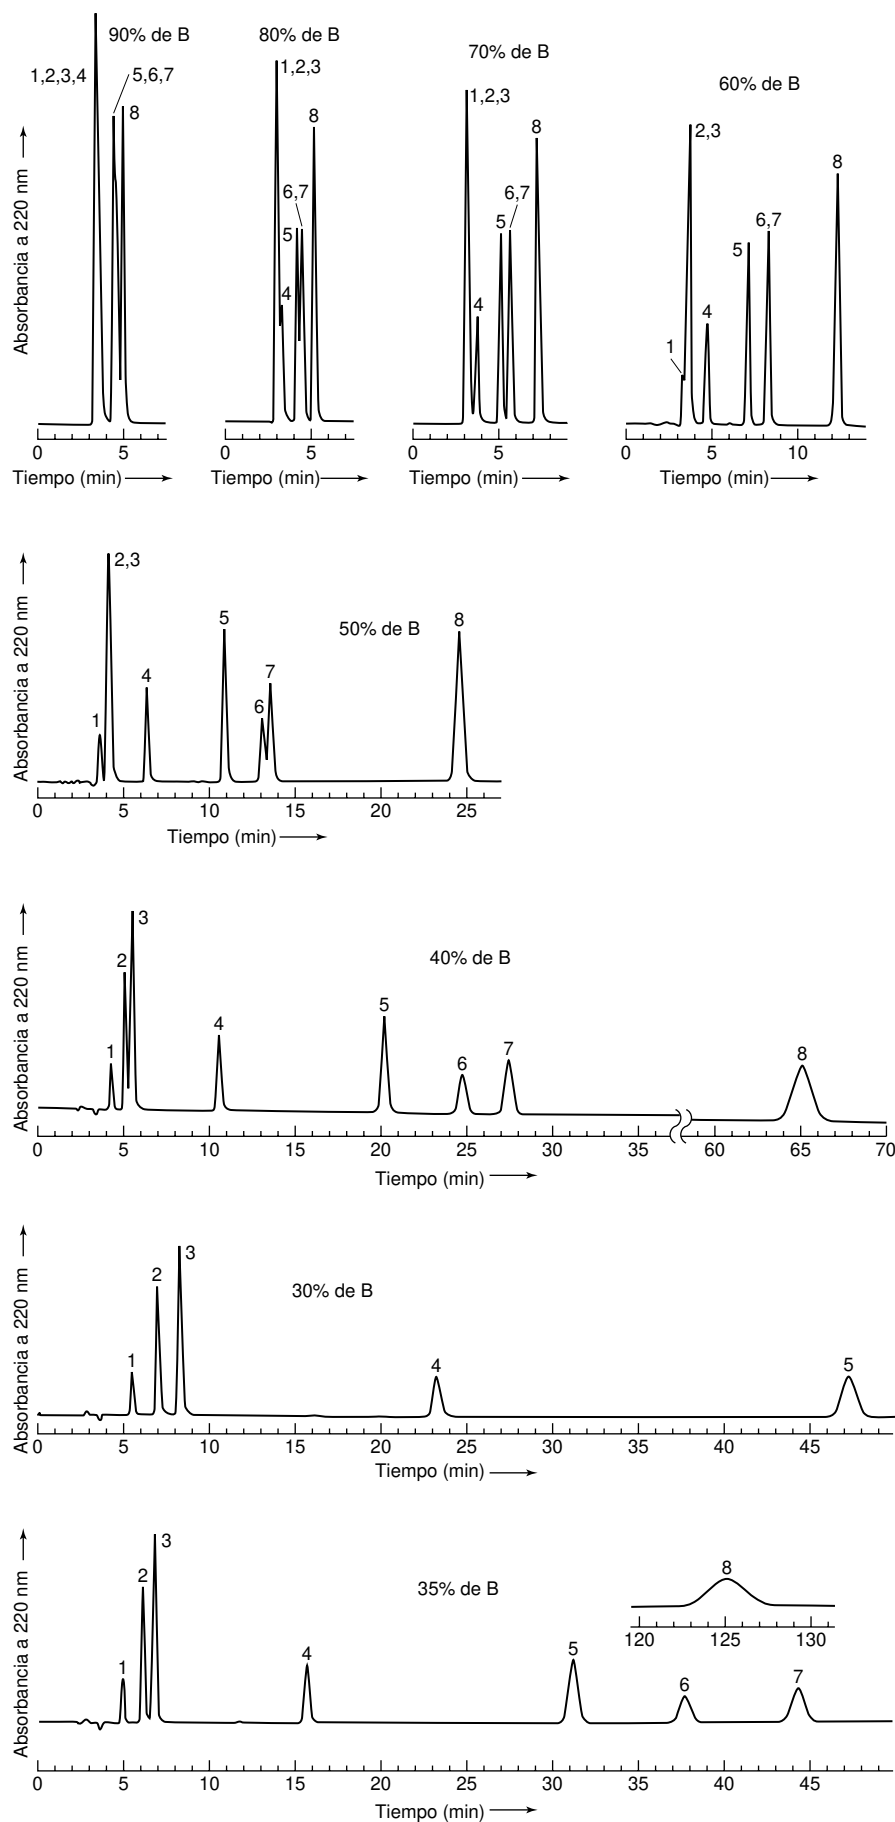 90% de B
1,2,3,4
5,6,7
8
Absorbancia a 220 nm
0 5
Tiempo (min)
80% de B
1,2,3
8
6,7
5
4
0 5
Tiempo (min)
70% de B
1,2,3
8
6,7
5
4
0 5
Tiempo (min)
60% de B
2,3
8
6,7
5
4
1
0 5 10
Tiempo (min)
Absorbancia a 220 nm
2,3
50% de B
5
8
4
7
6
1
0 5 10 15 20 25
Tiempo (min)
Absorbancia a 220 nm
3
40% de B
2
5
4
1
6
7
8
0 5 10 15 20 25 30 35 60 65 70
Tiempo (min)
Absorbancia a 220 nm
3
2
30% de B
1
4
5
0 5 10 15 20 25 30 35 40 45
Tiempo (min)
Absorbancia a 220 nm
3
2
35% de B
8
120 125 130
1
4
5
6
7
0 5 10 15 20 25 30 35 40 45
Tiempo (min)